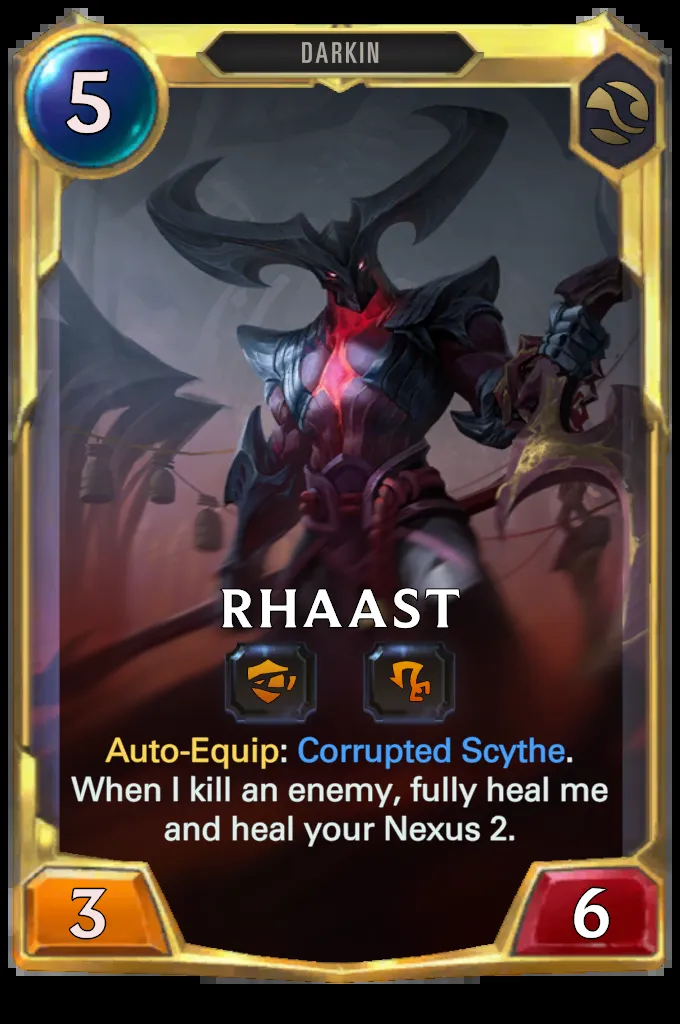 DARKIN
5
RHAAST
Auto-Equip: Corrupted Scythe.
When I kill an enemy, fully heal me
and heal your Nexus 2.
3
6